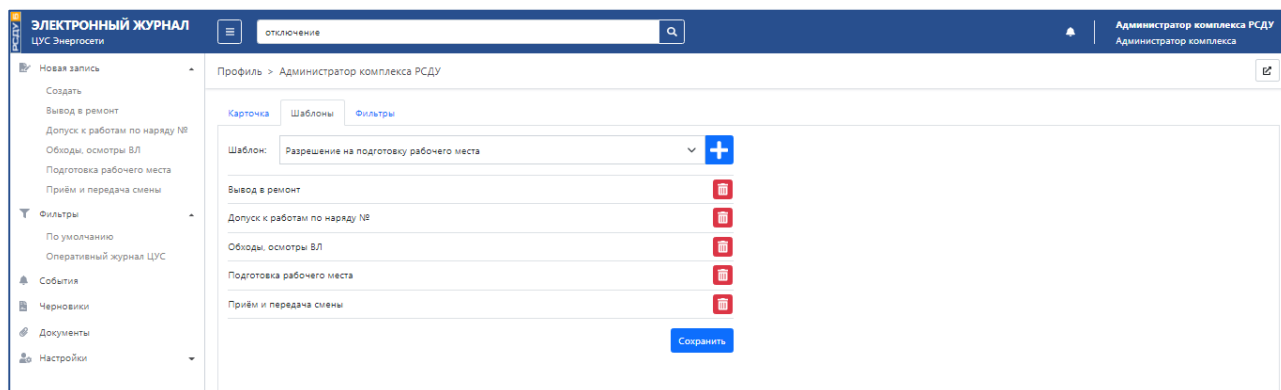 РСДУ
ЭЛЕКТРОННЫЙ ЖУРНАЛ
ЦУС Энергосети
отключение
Администратор комплекса РСДУ
Администратор комплекса
Новая запись
Создать
Вывод в ремонт
Допуск к работам по наряду №
Обходы, осмотры ВЛ
Подготовка рабочего места
Приём и передача смены
Фильтры
По умолчанию
Оперативный журнал ЦУС
События
Черновики
Документы
Настройки
Профиль > Администратор комплекса РСДУ
Карточка Шаблоны Фильтры
Шаблон: Разрешение на подготовку рабочего места
Вывод в ремонт
Допуск к работам по наряду №
Обходы, осмотры ВЛ
Подготовка рабочего места
Приём и передача смены
Сохранить